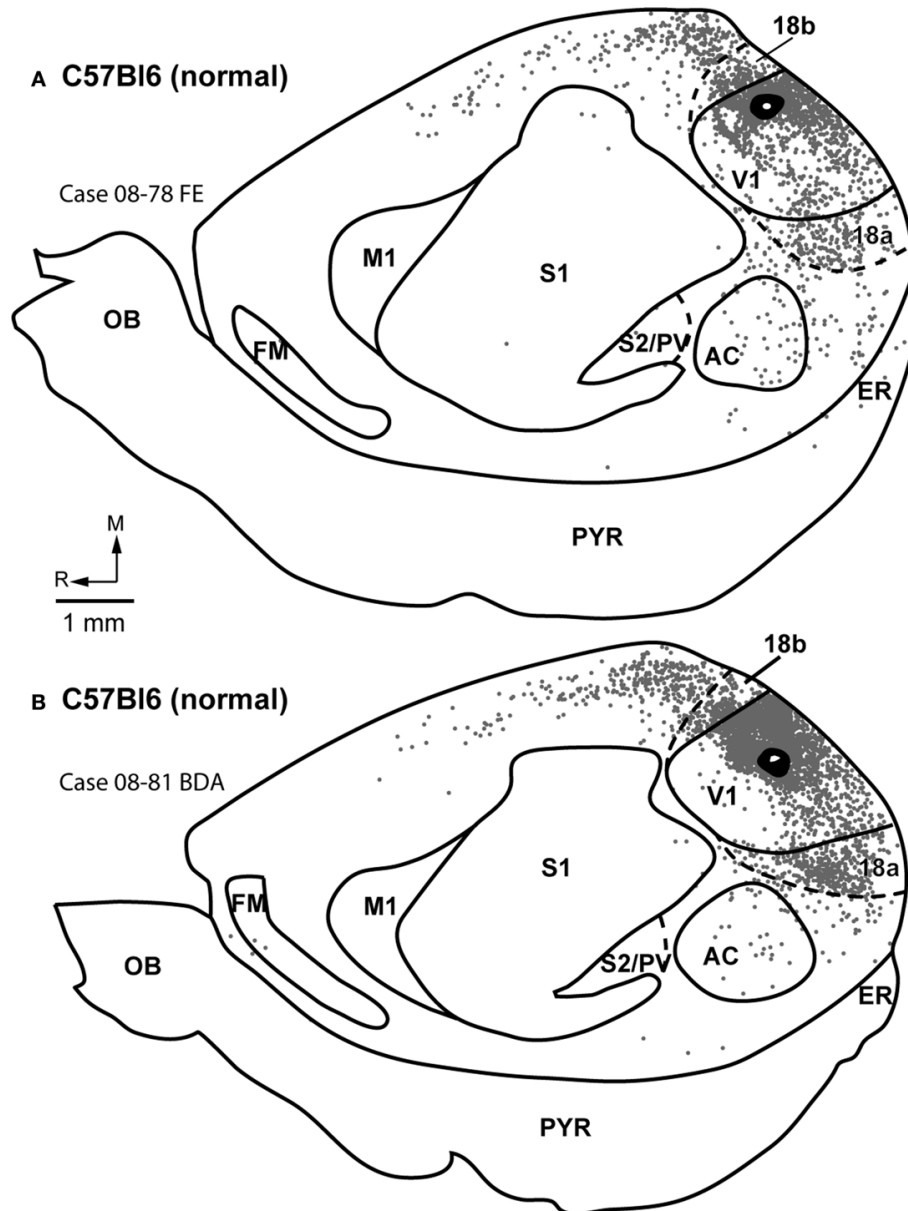 18b
A C57Bl6 (normal)
Case 08-78 FE
V1
18a
M1
S1
OB
FM
S2/PV
AC
ER
M
R
1 mm
PYR
18b
B C57Bl6 (normal)
Case 08-81 BDA
V1
18a
S1
FM
M1
OB
S2/PV
AC
ER
PYR